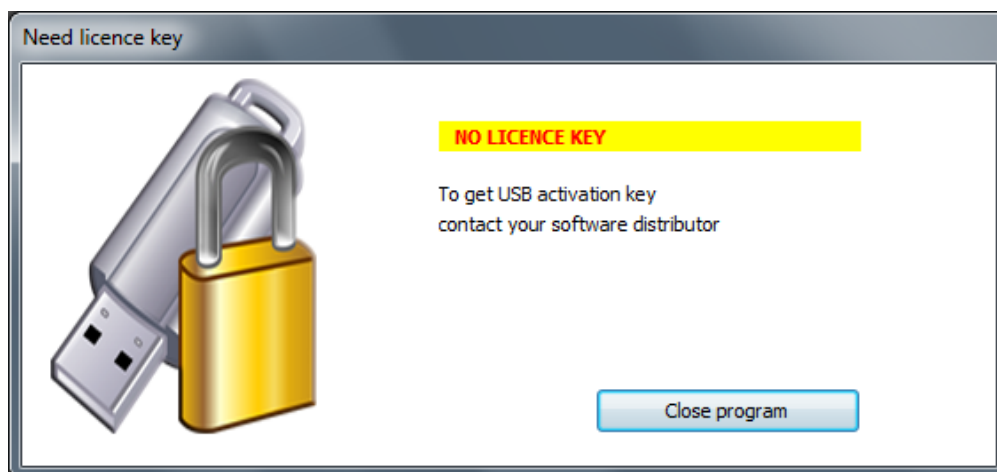 Need licence key
NO LICENCE KEY
To get USB activation key
contact your software distributor
Close program